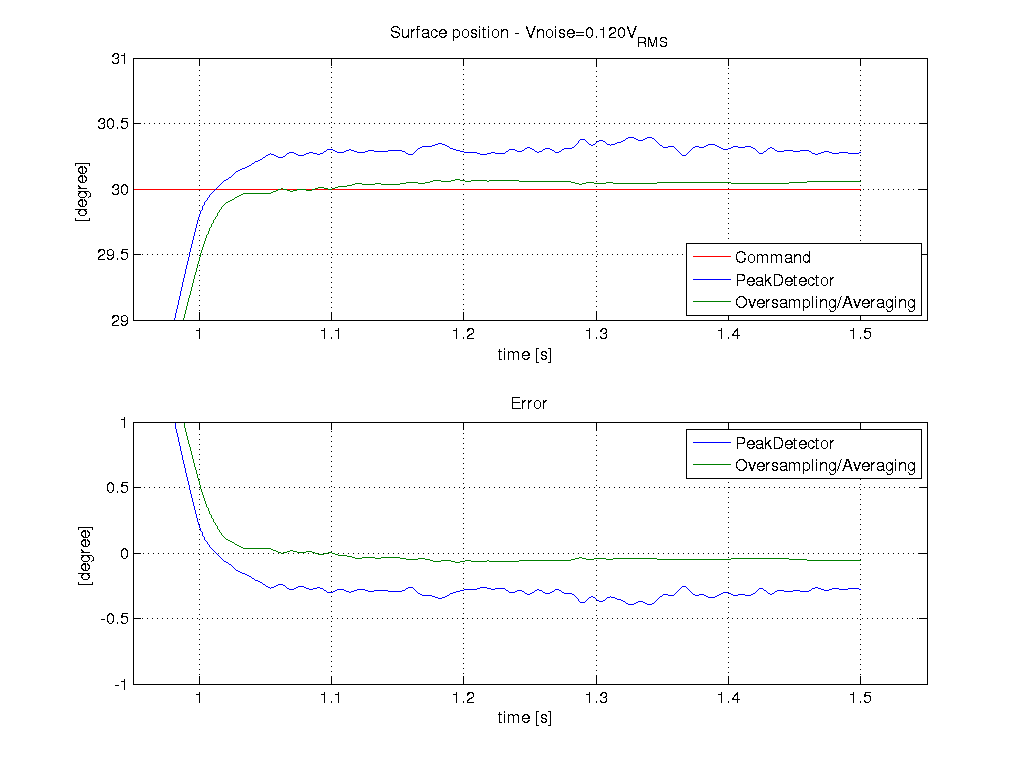 Surface position - Vnoise=0.120V_RMS
31
30.5
30
29.5
29
[degree]
Command
PeakDetector
Oversampling/Averaging
1 1.1 1.2 1.3 1.4 1.5
time [s]
Error
1
0.5
0
-0.5
-1
[degree]
PeakDetector
Oversampling/Averaging
1 1.1 1.2 1.3 1.4 1.5
time [s]